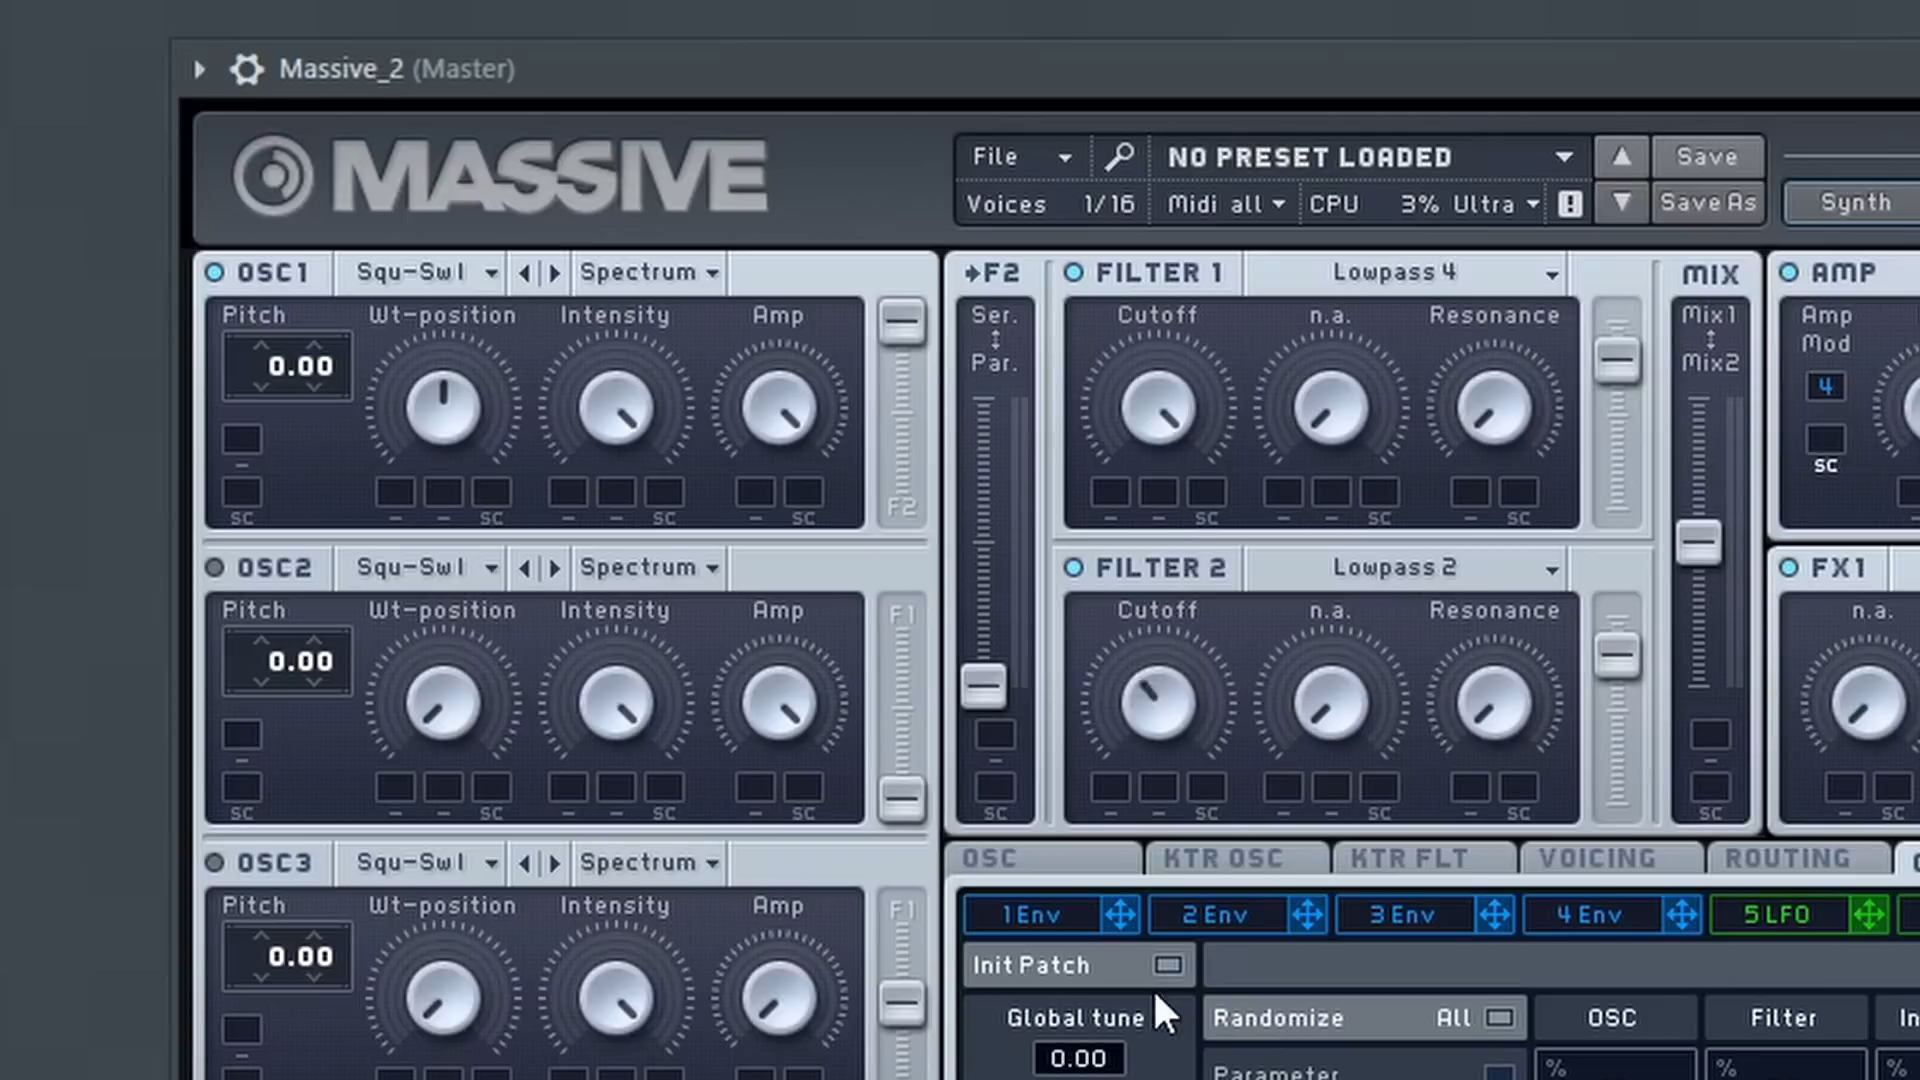 Massive_2 (Master)
MASSIVE
File
NO PRESET LOADED
Save
Voices 1/16 Midi all CPU 3% Ultra !
Save As
Synth
OSC1 Squ-Sw I Spectrum
Pitch Wt-position Intensity Amp
0.00
F2
– – – SC – – SC – SC
SC
→F2
Ser.
Par.
–
SC
FILTER 1 Lowpass 4
Cutoff n.a. Resonance
– – SC – – SC – SC
MIX
Mix1
Mix2
–
SC
AMP
Amp
Mod
4
SC
OSC2 Squ-Sw I Spectrum
Pitch Wt-position Intensity Amp
F1
0.00
–
SC – – SC – – SC – SC
FILTER 2 Lowpass 2
Cutoff n.a. Resonance
– – SC – – SC – SC
FX1
n.a.
– SC
OSC3 Squ-Sw I Spectrum
Pitch Wt-position Intensity Amp
F1
0.00
–
OSC KTR OSC KTR FLT VOICING ROUTING
1 Env 2 Env 3 Env 4 Env 5 LFO
Init Patch
Global tune
0.00
Randomize All OSC Filter
Parameter % %